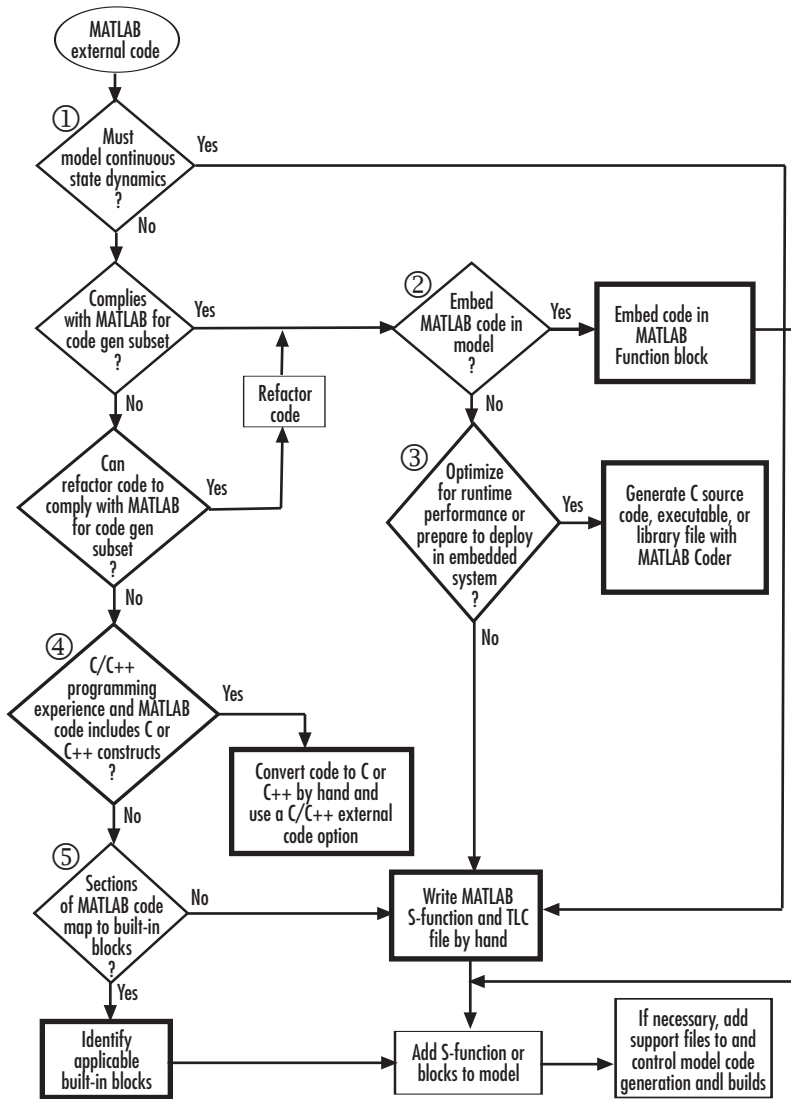 MATLAB
external code
①
Must
model continuous
state dynamics
?
Yes
No
Complies
with MATLAB for
code gen subset
?
Yes
No
②
Embed
MATLAB code in
model
?
Yes
No
Embed code in
MATLAB
Function block
Refactor
code
Can
refactor code to
comply with MATLAB
for code gen
subset
?
Yes
No
③
Optimize
for runtime
performance or
prepare to deploy
in embedded
system
?
Yes
No
Generate C source
code, executable, or
library file with
MATLAB Coder
④
C/C++
programming
experience and MATLAB
code includes C or
C++ constructs
?
Yes
No
Convert code to C or
C++ by hand and
use a C/C++ external
code option
⑤
Sections
of MATLAB code
map to built-in
blocks
?
No
Yes
Write MATLAB
S-function and TLC
file by hand
Identify
applicable
built-in blocks
Add S-function or
blocks to model
If necessary, add
support files to and
control model code
generation andl builds